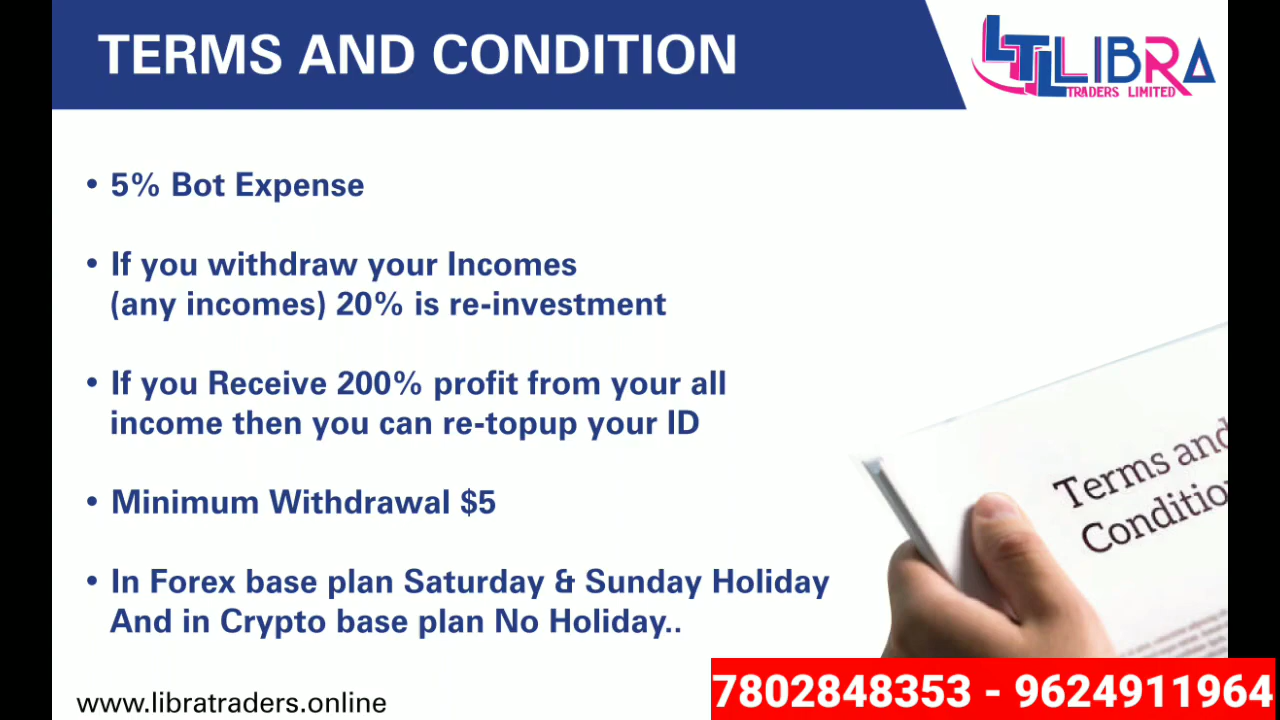 TERMS AND CONDITION
LTL LIBRA
TRADERS LIMITED
• 5% Bot Expense
• If you withdraw your Incomes
(any incomes) 20% is re-investment
• If you Receive 200% profit from your all
income then you can re-topup your ID
• Minimum Withdrawal $5
• In Forex base plan Saturday & Sunday Holiday
And in Crypto base plan No Holiday..
Terms and
Conditio
www.libratraders.online
7802848353 - 9624911964